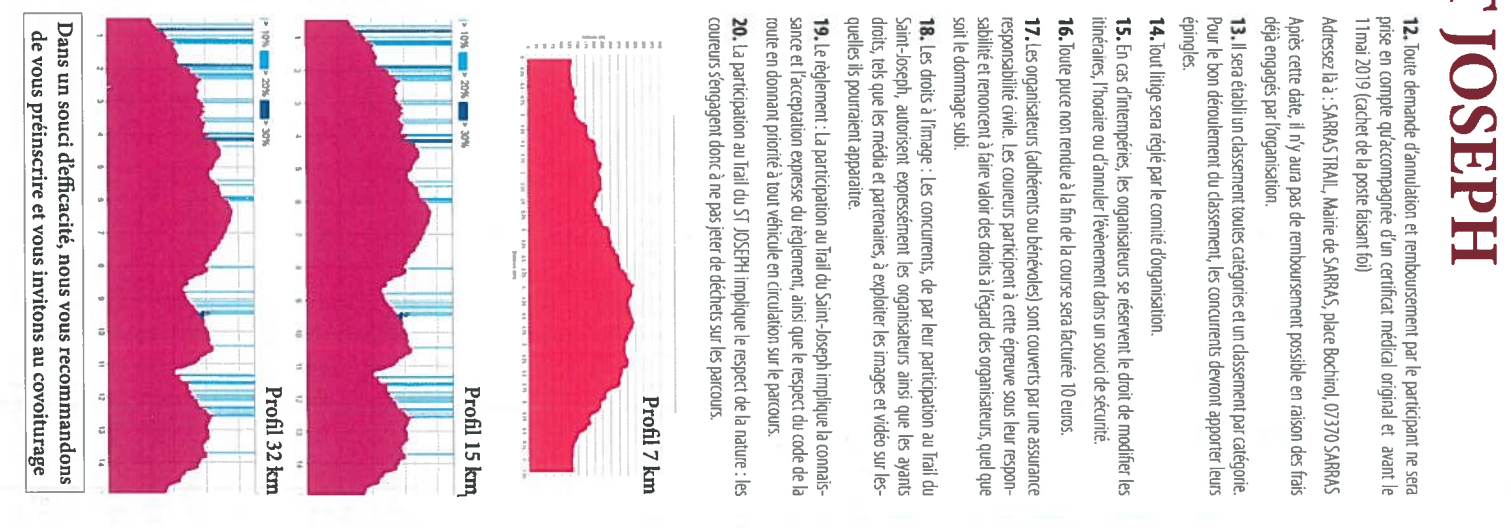 T JOSEPH
12. Toute demande d'annulation et remboursement par le participant ne sera
prise en compte qu'accompagnée d'un certificat médical original et avant le
11mai 2019 (cachet de la poste faisant foi)
Adressez là à : SARRAS TRAIL, Mairie de SARRAS, place Bochirol, 07370 SARRAS
Après cette date, il n'y aura pas de remboursement possible en raison des frais
déjà engagés par l'organisation.
13. Il sera établi un classement toutes catégories et un classement par catégorie.
Pour le bon déroulement du classement, les concurrents devront apporter leurs
épingles.
14. Tout litige sera réglé par le comité d'organisation.
15. En cas d'intempéries, les organisateurs se réservent le droit de modifier les
itinéraires, l'horaire ou d'annuler l'évènement dans un souci de sécurité.
16. Toute puce non rendue à la fin de la course sera facturée 10 euros.
17. Les organisateurs (adhérents ou bénévoles) sont couverts par une assurance
responsabilité civile. Les coureurs participent à cette épreuve sous leur respon-
sabilité et renoncent à faire valoir des droits à l'égard des organisateurs, quel que
soit le dommage subi.
18. Les droits à l'image : Les concurrents, de par leur participation au Trail du
Saint-Joseph, autorisent expressément les organisateurs ainsi que les ayants
droits, tels que les média et partenaires, à exploiter les images et vidéo sur les-
quelles ils pourraient apparaitre.
19. Le règlement : La participation au Trail du Saint-Joseph implique la connais-
sance et l'acceptation expresse du règlement, ainsi que le respect du code de la
route en donnant priorité à tout véhicule en circulation sur le parcours.
20. La participation au Trail du ST JOSEPH implique le respect de la nature : les
coureurs s'engagent donc à ne pas jeter de déchets sur les parcours.
Profil 7 km
Profil 15 km
> 10% > 20% > 30%
1 2 3 4 5 6 7 8 9 10 11 12 13 14
Profil 32 km
> 10% > 20% > 30%
1 2 3 4 5 6 7 8 9 10 11 12 13 14
Dans un souci d'efficacité, nous vous recommandons
de vous préinscrire et vous invitons au covoiturage